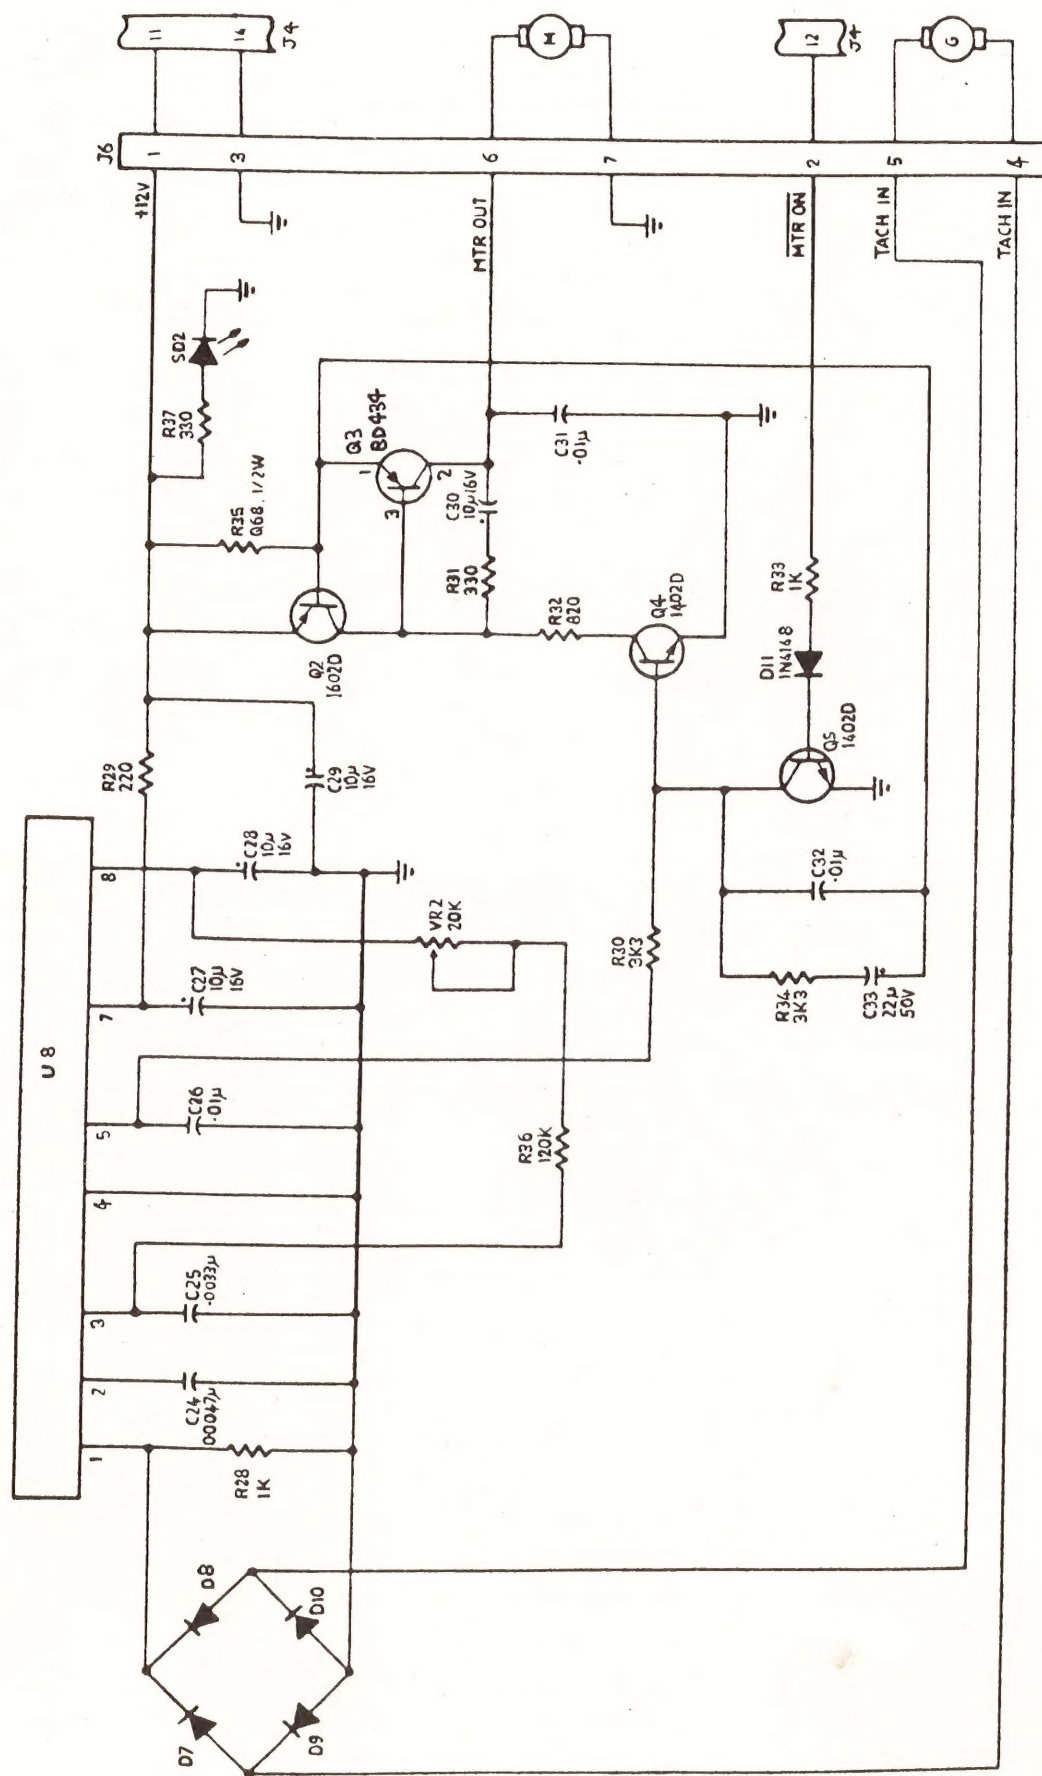 U 8
1
2
3
4
5
7
8
D7
D8
D9
D10
R28
1K
C24
0.0047µ
C25
.0033µ
C26
.01µ
C27
10µ
16V
C28
10µ
16V
C29
10µ
16V
R29
220
VR2
20K
R36
120K
R30
3K3
R34
3K3
C33
22µ
50V
C32
.01µ
Q2
1602D
R35
0.68. 1/2W
R37
330
SD2
Q3
BD434
1
2
3
R31
330
C30
10µ16V
R32
820
C31
.01µ
Q4
1402D
Q5
1402D
D11
1N4148
R33
1K
+12V
MTR OUT
MTR ON
TACH IN
TACH IN
J6
1
3
6
7
2
5
4
11
14
J4
M
12
J4
G